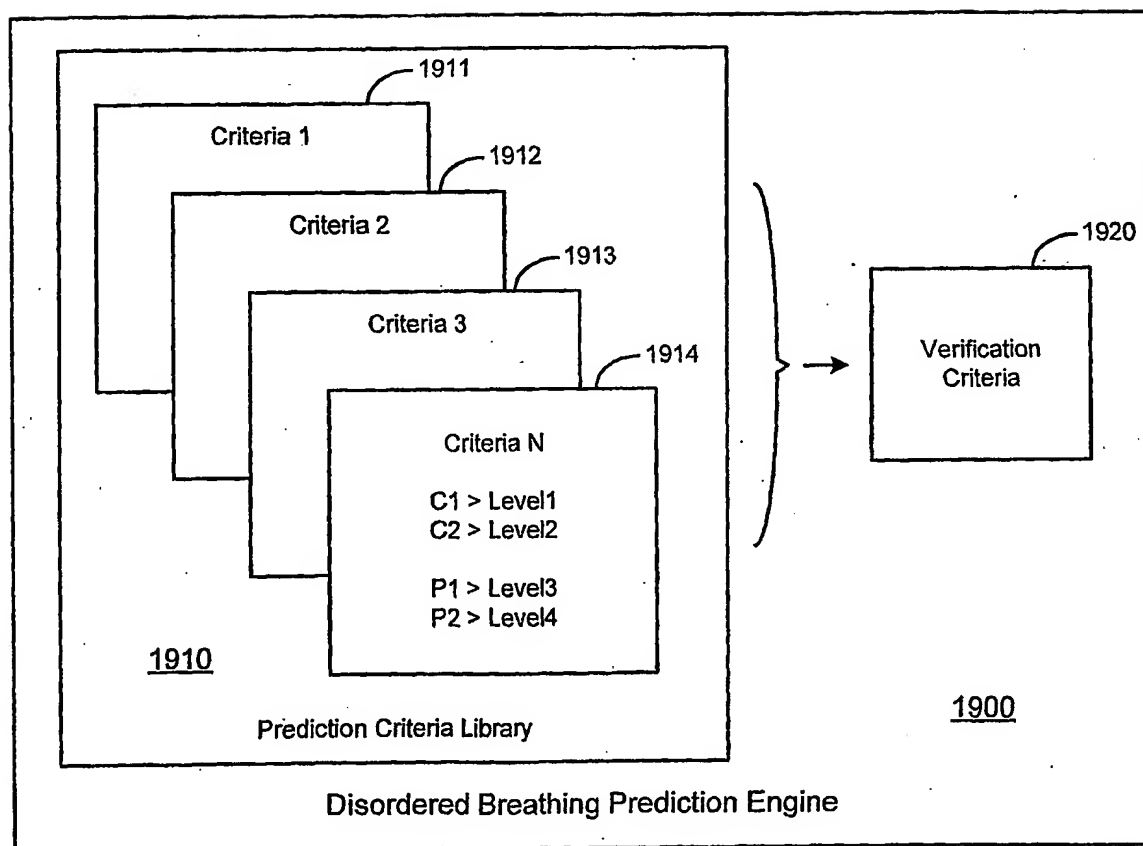 1911
Criteria 1
1912
Criteria 2
1913
Criteria 3
1914
Criteria N
C1 > Level1
C2 > Level2
P1 > Level3
P2 > Level4
1910
Prediction Criteria Library
1920
Verification
Criteria
1900
Disordered Breathing Prediction Engine